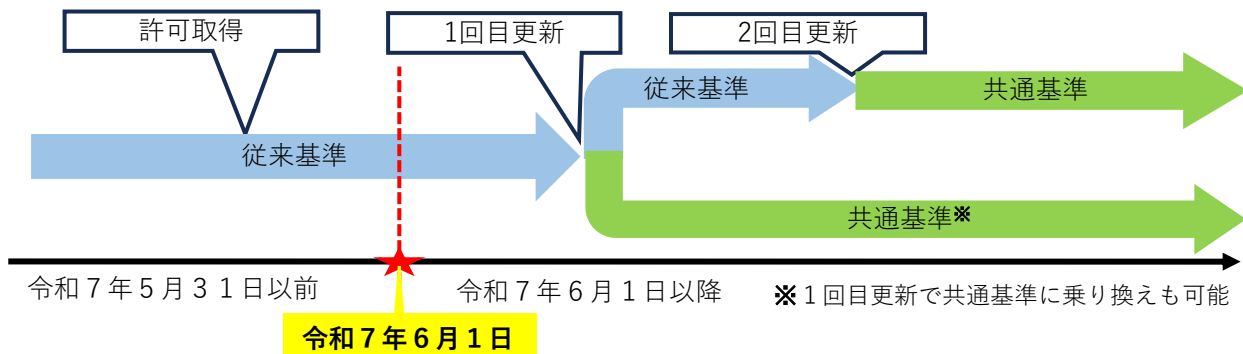 許可取得
1回目更新
2回目更新
従来基準
従来基準
共通基準
共通基準※
令和７年５月３１日以前
令和７年６月１日以降
※１回目更新で共通基準に乗り換えも可能
令和７年６月１日